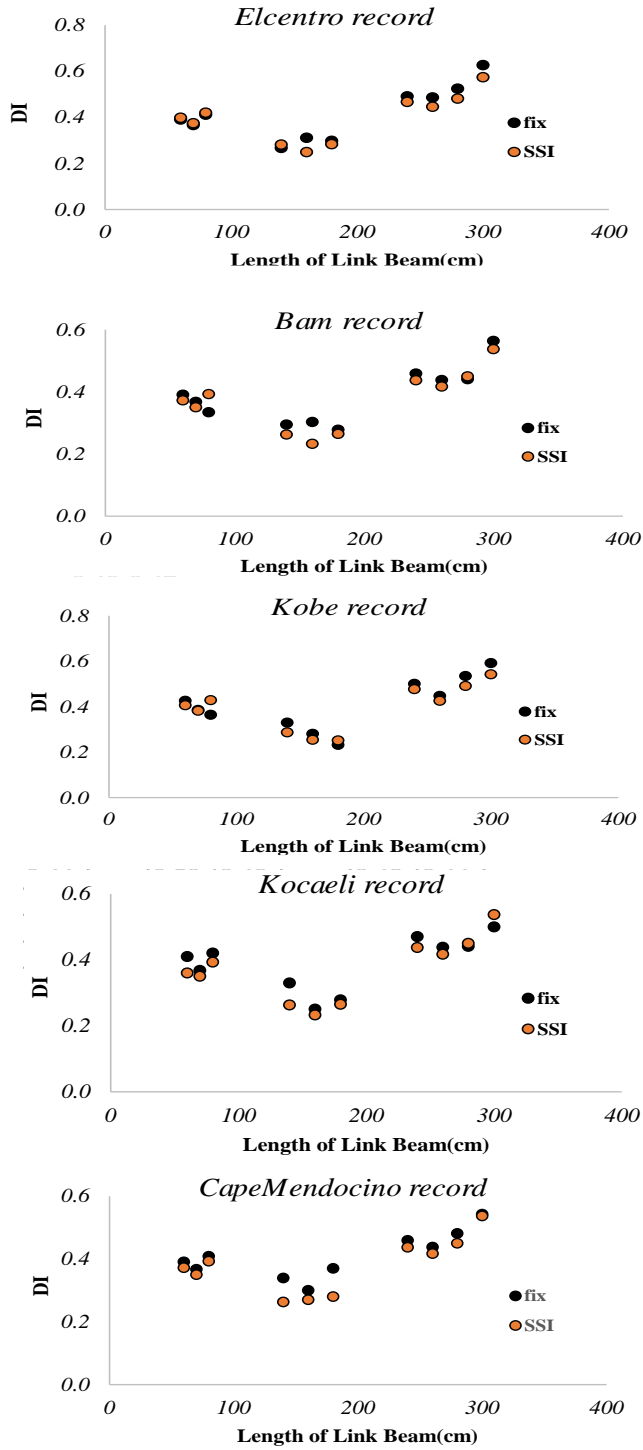 Elcentro record
0.8
0.6
0.4
0.2
0.0
DI
fix
SSI
0 100 200 300 400
Length of Link Beam(cm)
Bam record
0.6
0.4
0.2
0.0
DI
fix
SSI
0 100 200 300 400
Length of Link Beam(cm)
Kobe record
0.8
0.6
0.4
0.2
0.0
DI
fix
SSI
0 100 200 300 400
Length of Link Beam(cm)
Kocaeli record
0.6
0.4
0.2
0.0
DI
fix
SSI
0 100 200 300 400
Length of Link Beam(cm)
CapeMendocino record
0.6
0.4
0.2
0.0
DI
fix
SSI
0 100 200 300 400
Length of Link Beam(cm)